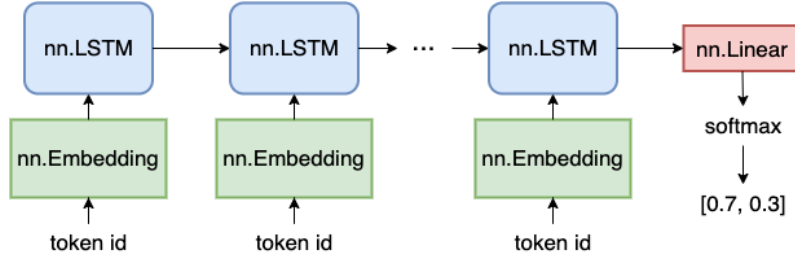 nn.LSTM
nn.LSTM
...
nn.LSTM
nn.Linear
nn.Embedding
nn.Embedding
nn.Embedding
softmax
token id
token id
token id
[0.7, 0.3]